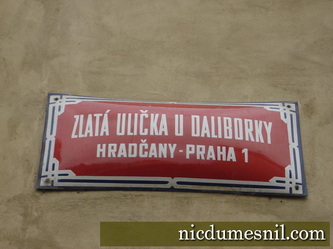 ZLATÁ ULIČKA U DALIBORKY
HRADČANY - PRAHA 1
nicdumesnil.com